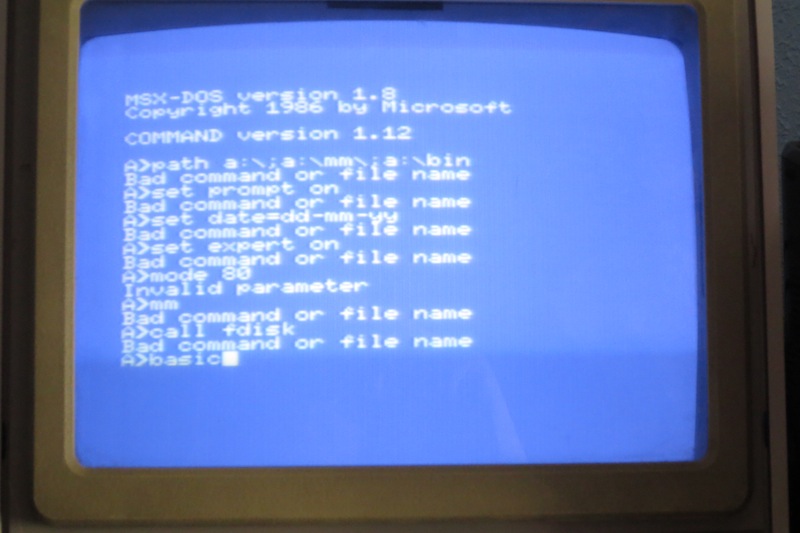 MSX-DOS version 1.8
Copyright 1986 by Microsoft
COMMAND version 1.12
A>path a:\;a:\mm\;a:\bin
Bad command or file name
A>set prompt on
Bad command or file name
A>set date=dd-mm-yy
Bad command or file name
A>set expert on
Bad command or file name
A>mode 80
Invalid parameter
A>mm
Bad command or file name
A>call fdisk
Bad command or file name
A>basic